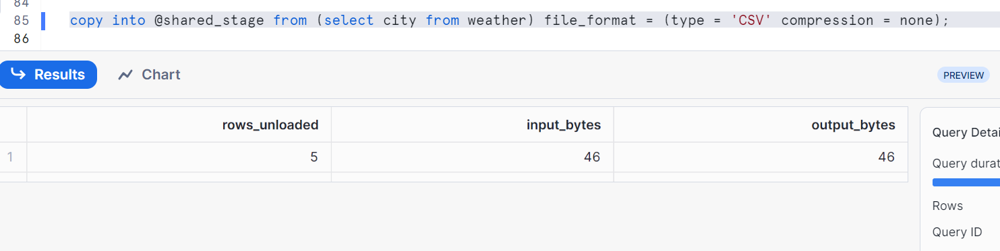 84
85 copy into @shared_stage from (select city from weather) file_format = (type = 'CSV' compression = none);
86
Results Chart PREVIEW
rows_unloaded input_bytes output_bytes
1 5 46 46
Query Detai
Query durat
Rows
Query ID